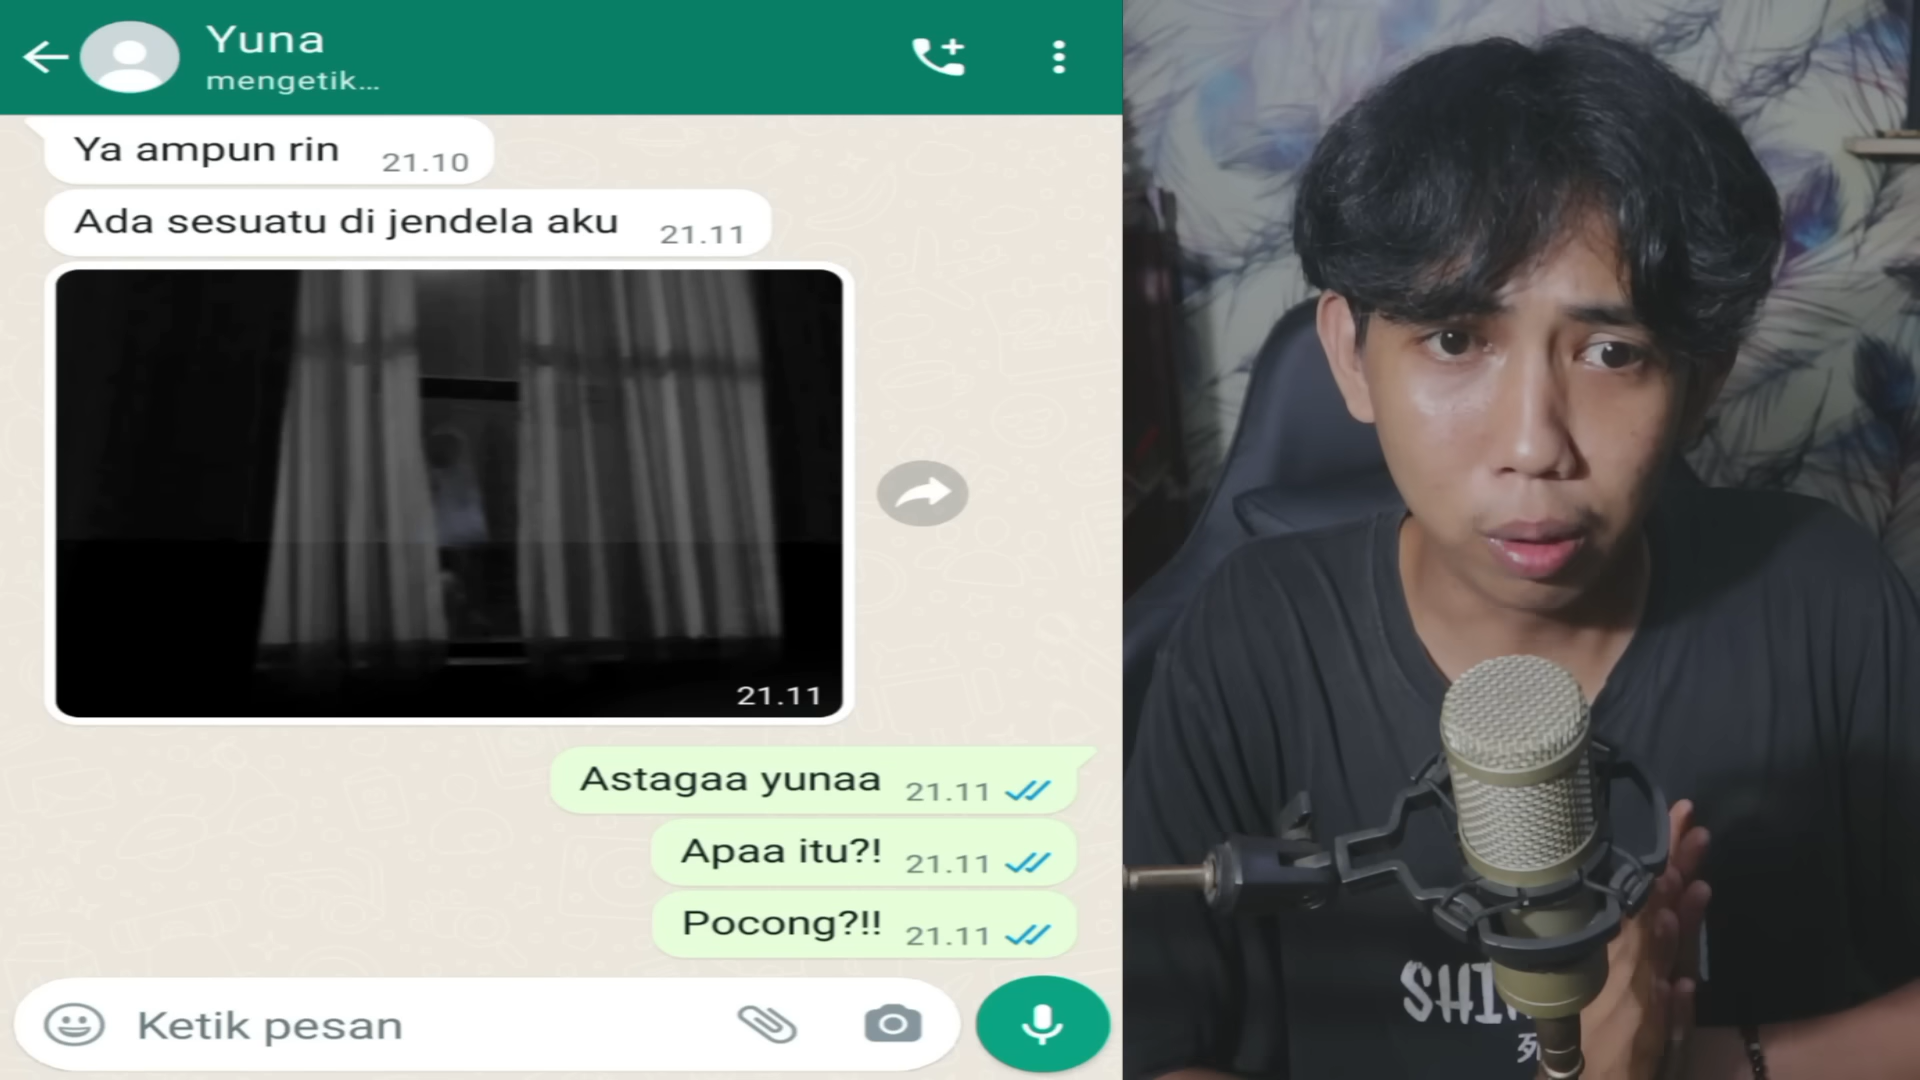 Yuna
mengetik...
Ya ampun rin 21.10
Ada sesuatu di jendela aku 21.11
21.11
Astagaa yunaa 21.11
Apaa itu?! 21.11
Pocong?!! 21.11
Ketik pesan